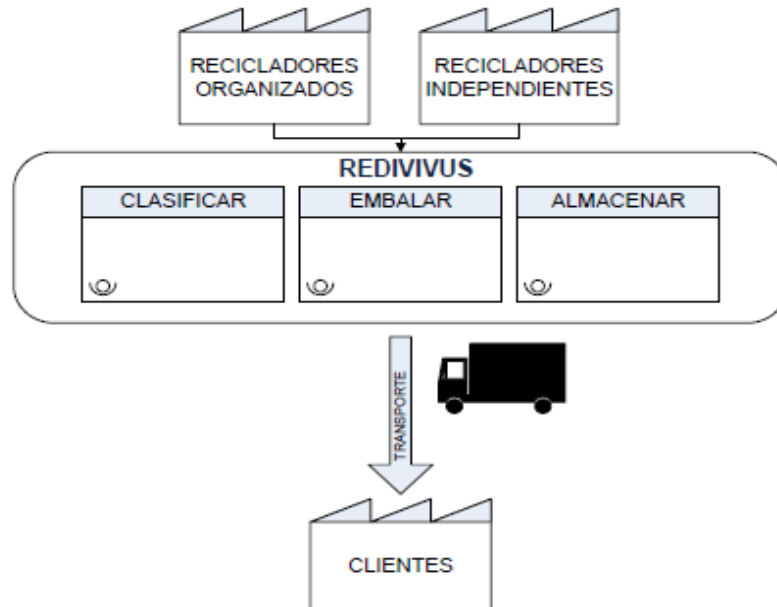 RECICLADORES
ORGANIZADOS
RECICLADORES
INDEPENDIENTES
REDIVIVUS
CLASIFICAR
EMBALAR
ALMACENAR
TRANSPORTE
CLIENTES